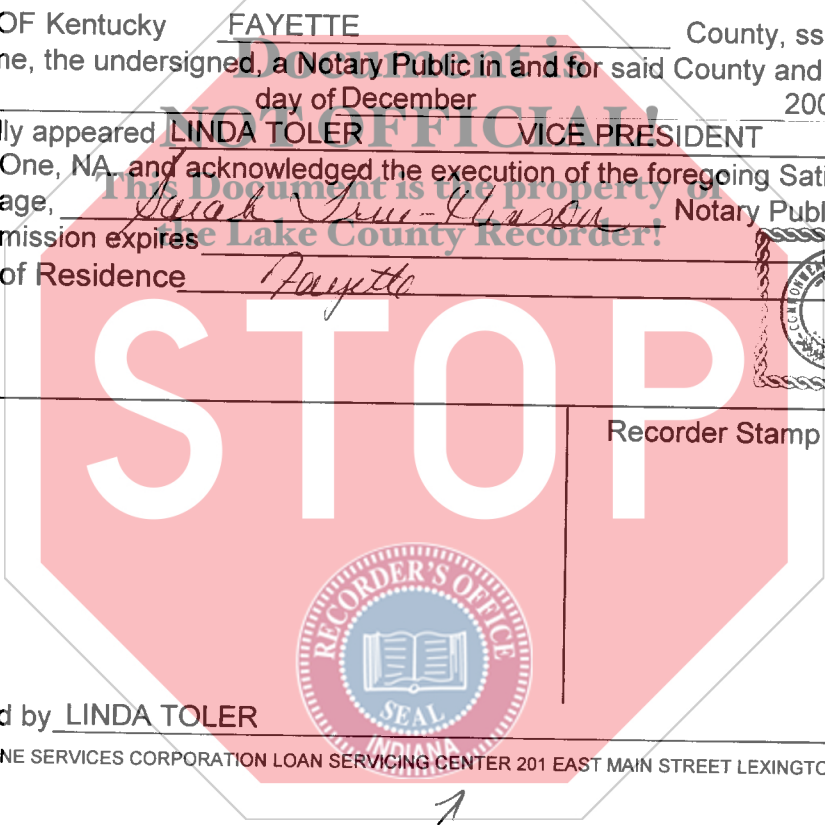 OF Kentucky FAYETTE County, ss
me, the undersigned, a Notary Public in and for said County and
day of December 200
lly appeared LINDA TOLER VICE PRESIDENT
One, NA, and acknowledged the execution of the foregoing Sati
age, Sarah Notary Publ
mission expires
of Residence Fayette
Document is
NOT OFFICIAL!
This Document is the property of
the Lake County Recorder!
COMMONWEA
STOP
Recorder Stamp
RECORDER'S OFFICE
SEAL
INDIANA
d by LINDA TOLER
NE SERVICES CORPORATION LOAN SERVICING CENTER 201 EAST MAIN STREET LEXINGTO